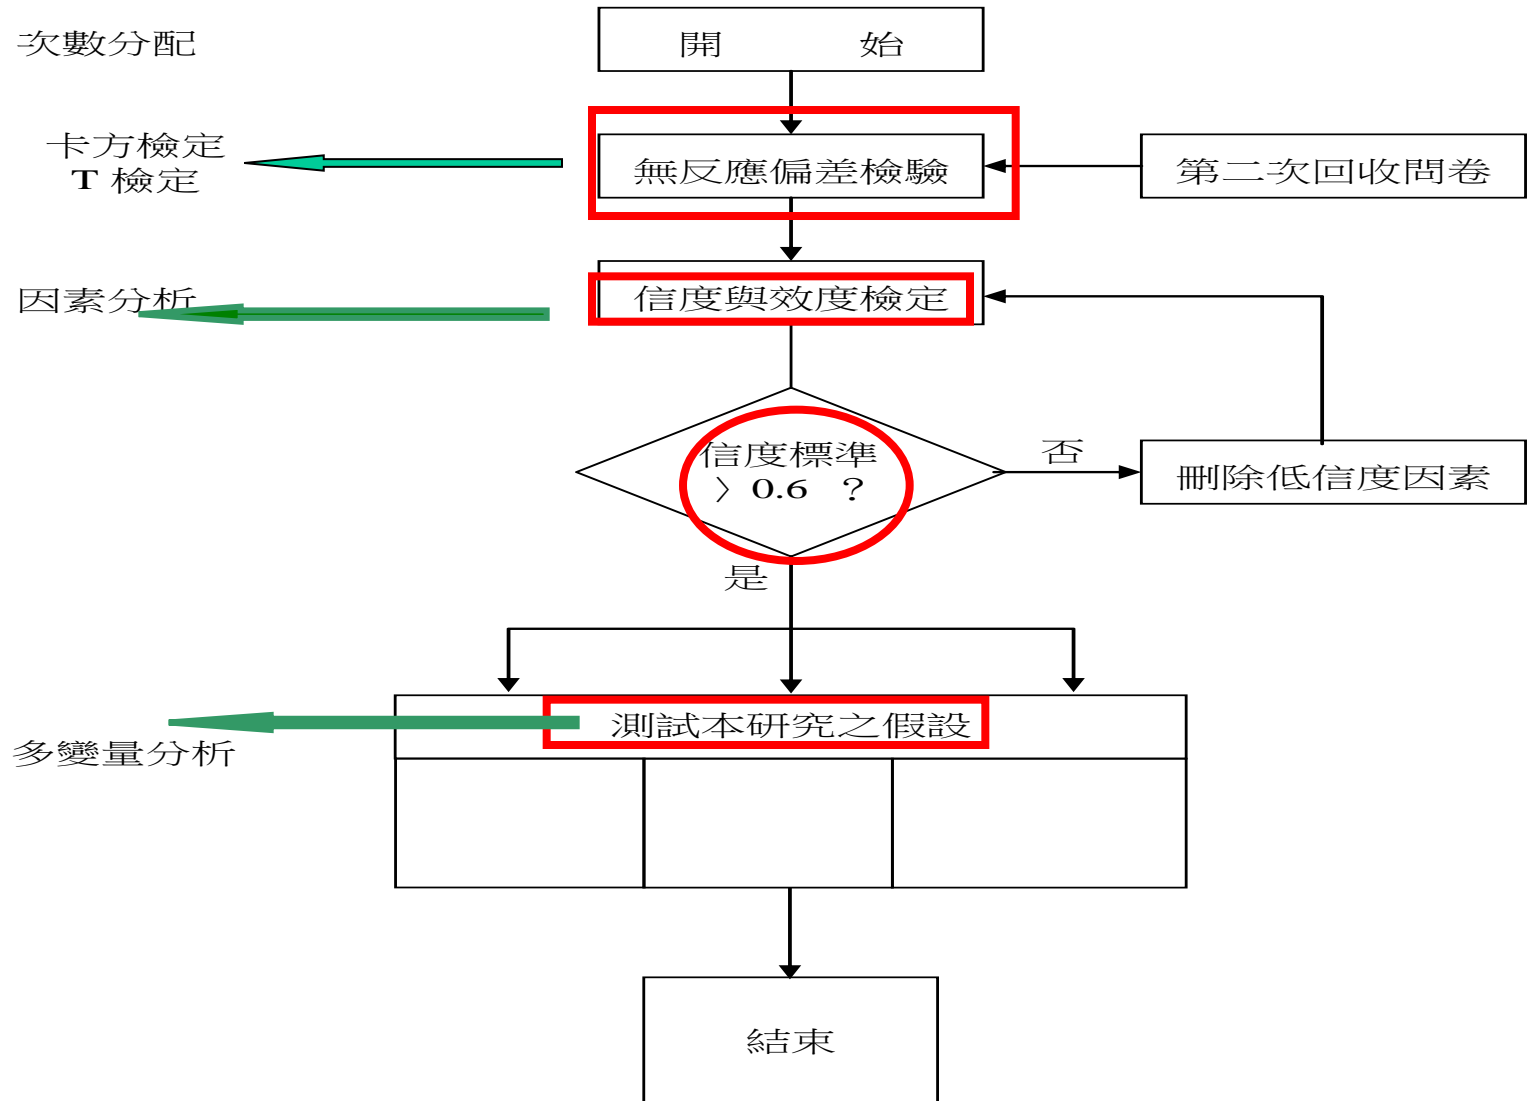 次數分配
開 始
卡方檢定
T 檢定
無反應偏差檢驗
第二次回收問卷
因素分析
信度與效度檢定
信度標準
〉0.6 ？
否
刪除低信度因素
是
測試本研究之假設
多變量分析
結束